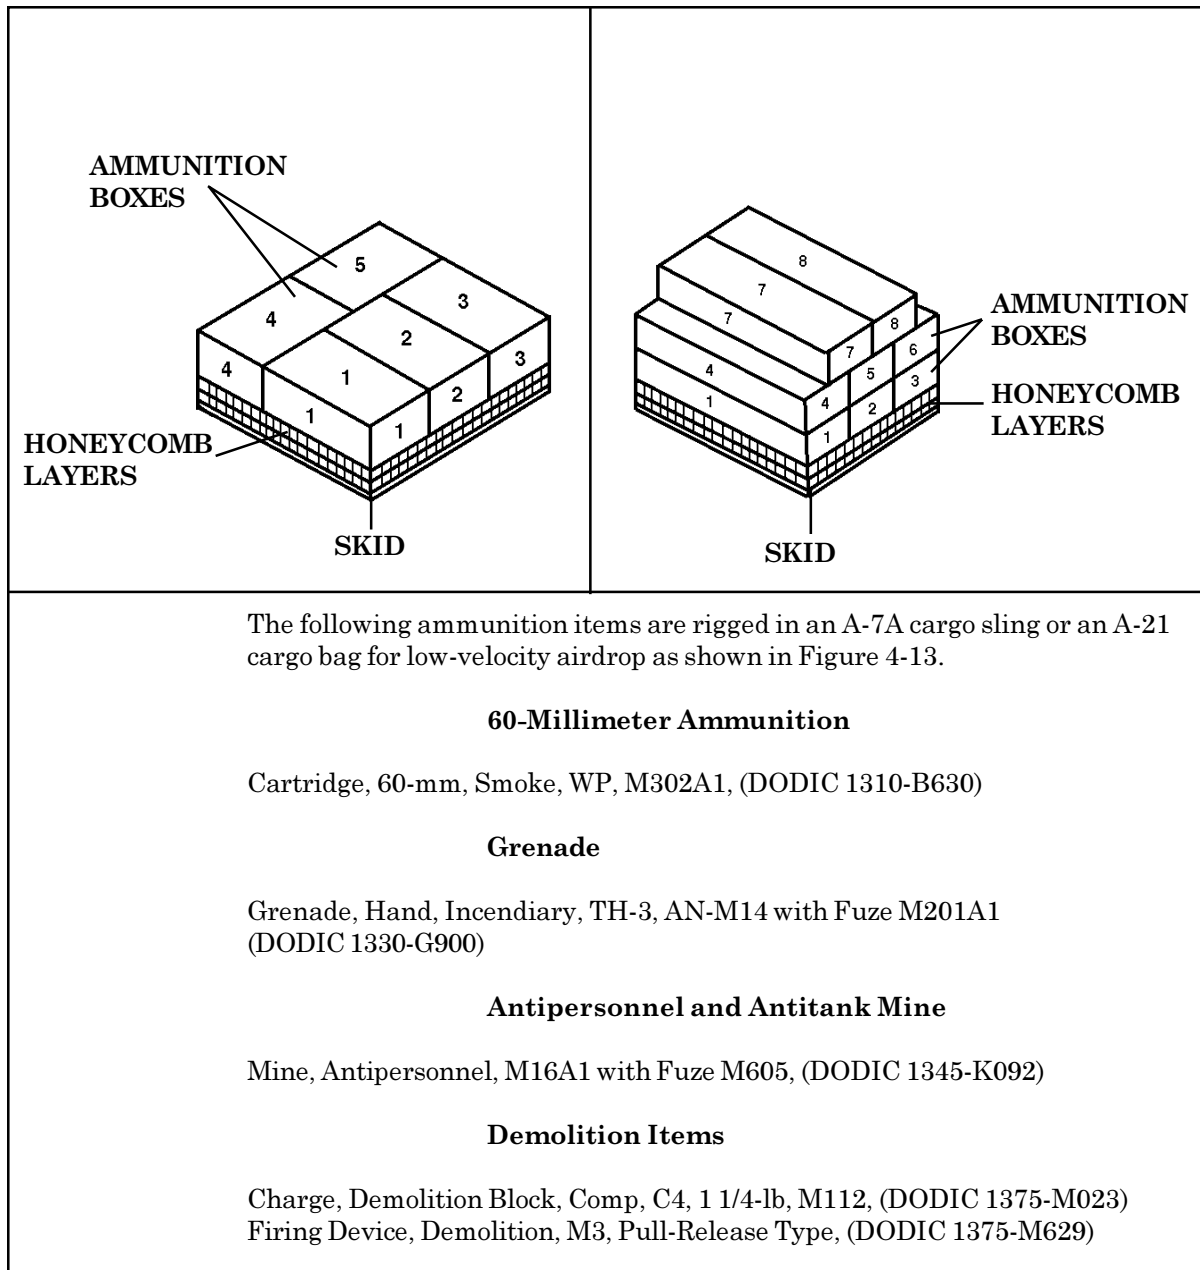 AMMUNITION
BOXES
5
4
3
2
1
4
3
2
1
1
HONEYCOMB
LAYERS
SKID
8
7
7
8
7
6
5
4
4
3
2
1
1
AMMUNITION
BOXES
HONEYCOMB
LAYERS
SKID
The following ammunition items are rigged in an A-7A cargo sling or an A-21
cargo bag for low-velocity airdrop as shown in Figure 4-13.
60-Millimeter Ammunition
Cartridge, 60-mm, Smoke, WP, M302A1, (DODIC 1310-B630)
Grenade
Grenade, Hand, Incendiary, TH-3, AN-M14 with Fuze M201A1
(DODIC 1330-G900)
Antipersonnel and Antitank Mine
Mine, Antipersonnel, M16A1 with Fuze M605, (DODIC 1345-K092)
Demolition Items
Charge, Demolition Block, Comp, C4, 1 1/4-lb, M112, (DODIC 1375-M023)
Firing Device, Demolition, M3, Pull-Release Type, (DODIC 1375-M629)